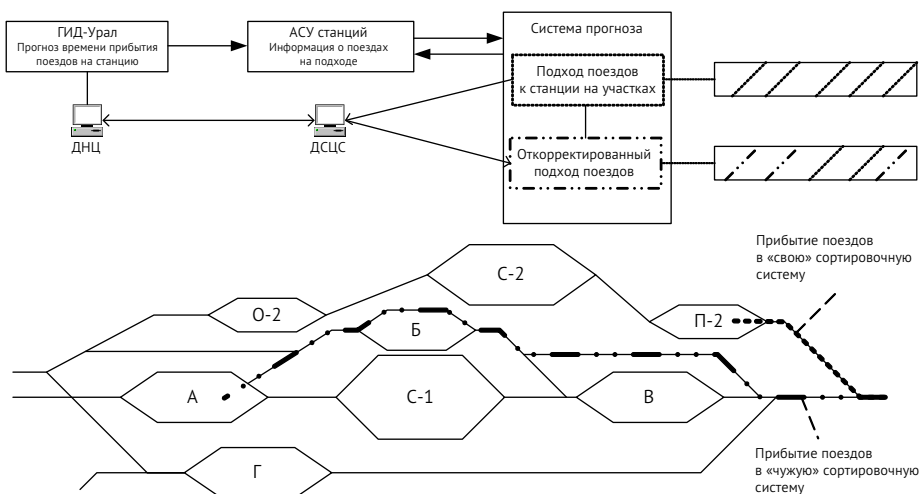 ГИД-Урал
Прогноз времени прибытия
поездов на станцию
АСУ станций
Информация о поездах
на подходе
Система прогноза
Подход поездов
к станции на участках
Откорректированный
подход поездов
ДНЦ
ДСЦС
Прибытие поездов
в «свою» сортировочную
систему
С-2
О-2
Б
П-2
А
С-1
В
Г
Прибытие поездов
в «чужую» сортировочную
систему